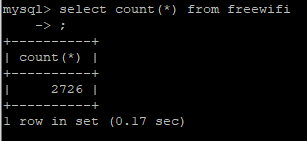 mysql> select count(*) from freewifi
    -> ;
+----------+
| count(*) |
+----------+
|     2726 |
+----------+
1 row in set (0.17 sec)